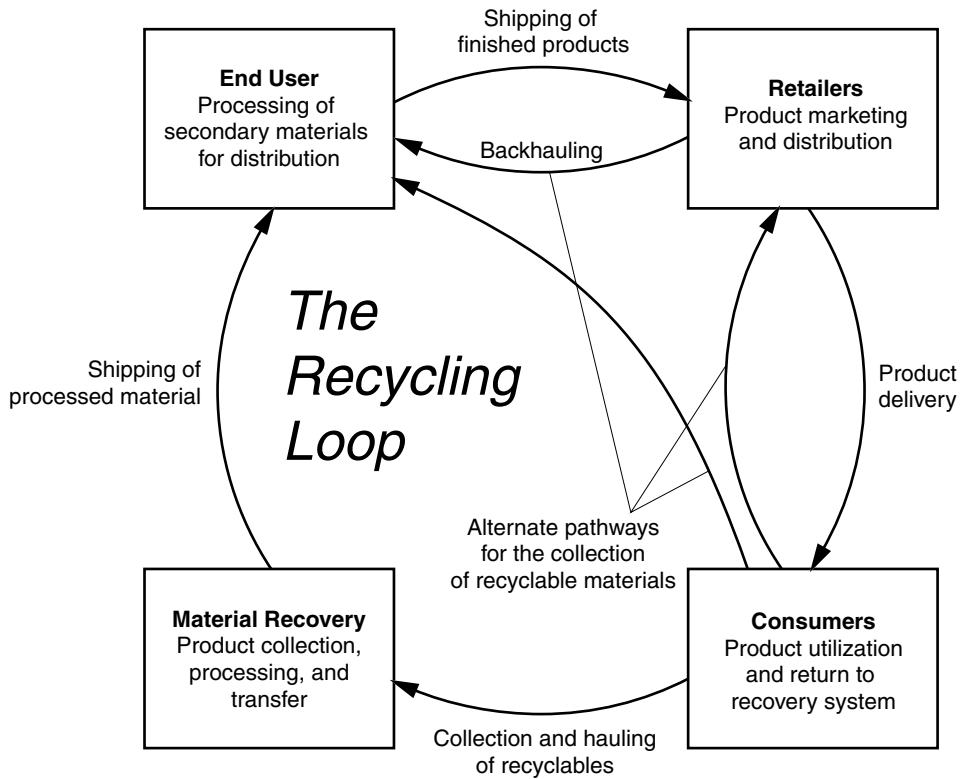 Shipping of
finished products
End User
Processing of
secondary materials
for distribution
Retailers
Product marketing
and distribution
Backhauling
The
Recycling
Loop
Shipping of
processed material
Product
delivery
Alternate pathways
for the collection
of recyclable materials
Material Recovery
Product collection,
processing, and
transfer
Consumers
Product utilization
and return to
recovery system
Collection and hauling
of recyclables